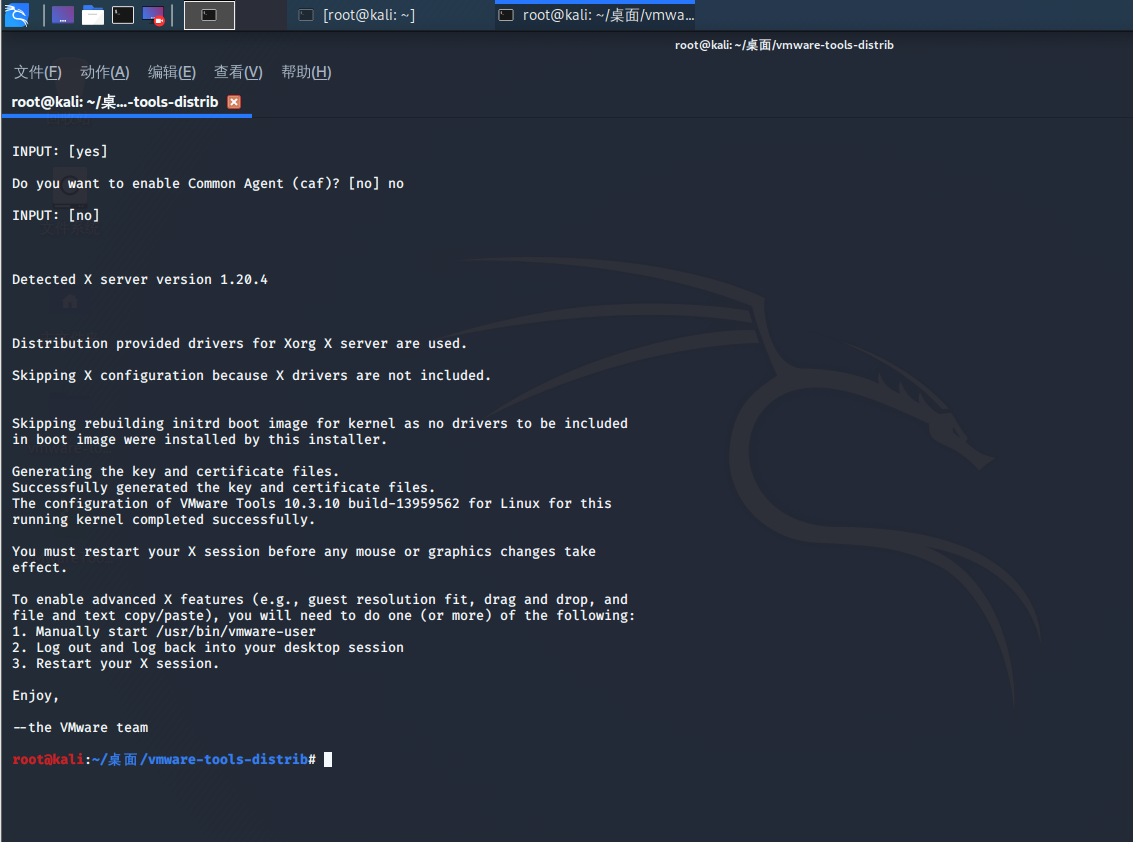 [root@kali: ~]
root@kali: ~/桌面/vmwa...
root@kali: ~/桌面/vmware-tools-distrib
文件(F) 动作(A) 编辑(E) 查看(V) 帮助(H)
root@kali: ~/桌...-tools-distrib
INPUT: [yes]
Do you want to enable Common Agent (caf)? [no] no
INPUT: [no]
Detected X server version 1.20.4
Distribution provided drivers for Xorg X server are used.
Skipping X configuration because X drivers are not included.
Skipping rebuilding initrd boot image for kernel as no drivers to be included
in boot image were installed by this installer.
Generating the key and certificate files.
Successfully generated the key and certificate files.
The configuration of VMware Tools 10.3.10 build-13959562 for Linux for this
running kernel completed successfully.
You must restart your X session before any mouse or graphics changes take
effect.
To enable advanced X features (e.g., guest resolution fit, drag and drop, and
file and text copy/paste), you will need to do one (or more) of the following:
1. Manually start /usr/bin/vmware-user
2. Log out and log back into your desktop session
3. Restart your X session.
Enjoy,
--the VMware team
root@kali:~/桌面/vmware-tools-distrib#